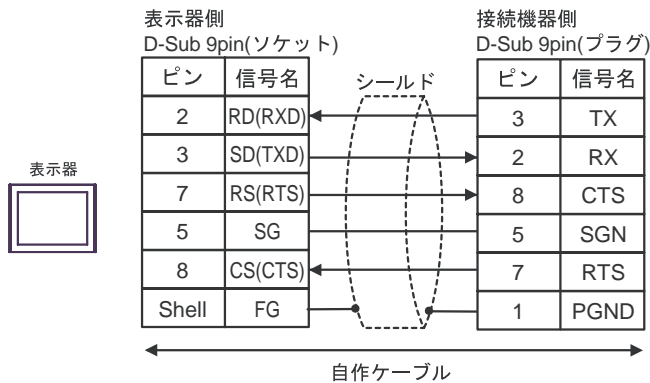 表示器側
D-Sub 9pin(ソケット)
接続機器側
D-Sub 9pin(プラグ)
ピン 信号名 シールド ピン 信号名
2 RD(RXD) 3 TX
3 SD(TXD) 2 RX
表示器
7 RS(RTS) 8 CTS
5 SG 5 SGN
8 CS(CTS) 7 RTS
Shell FG 1 PGND
自作ケーブル